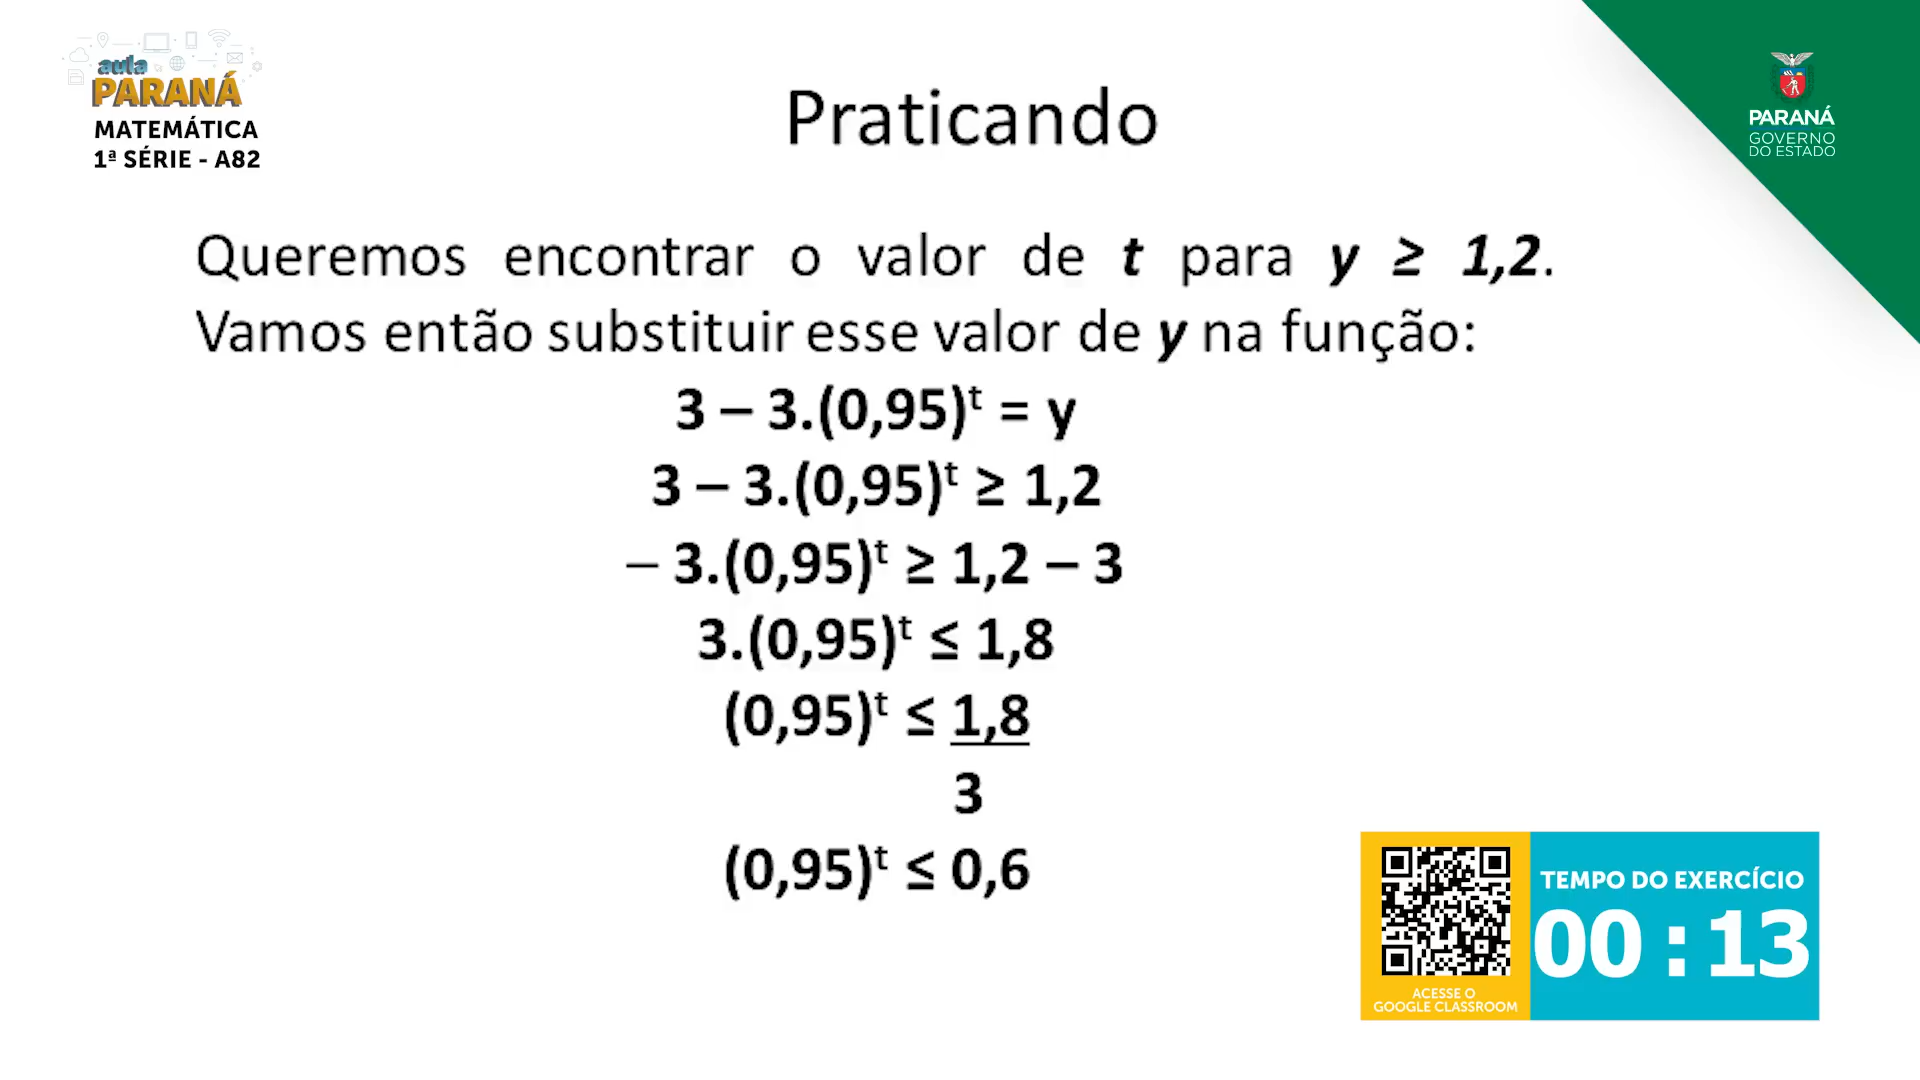 aula
PARANÁ
MATEMÁTICA
1ª SÉRIE - A82
Praticando
PARANÁ
GOVERNO
DO ESTADO
Queremos encontrar o valor de t para y ≥ 1,2.
Vamos então substituir esse valor de y na função:
3 – 3.(0,95)ᵗ = y
3 – 3.(0,95)ᵗ ≥ 1,2
– 3.(0,95)ᵗ ≥ 1,2 – 3
3.(0,95)ᵗ ≤ 1,8
(0,95)ᵗ ≤ 1,8
3
(0,95)ᵗ ≤ 0,6
TEMPO DO EXERCÍCIO
00 : 13
ACESSE O
GOOGLE CLASSROOM